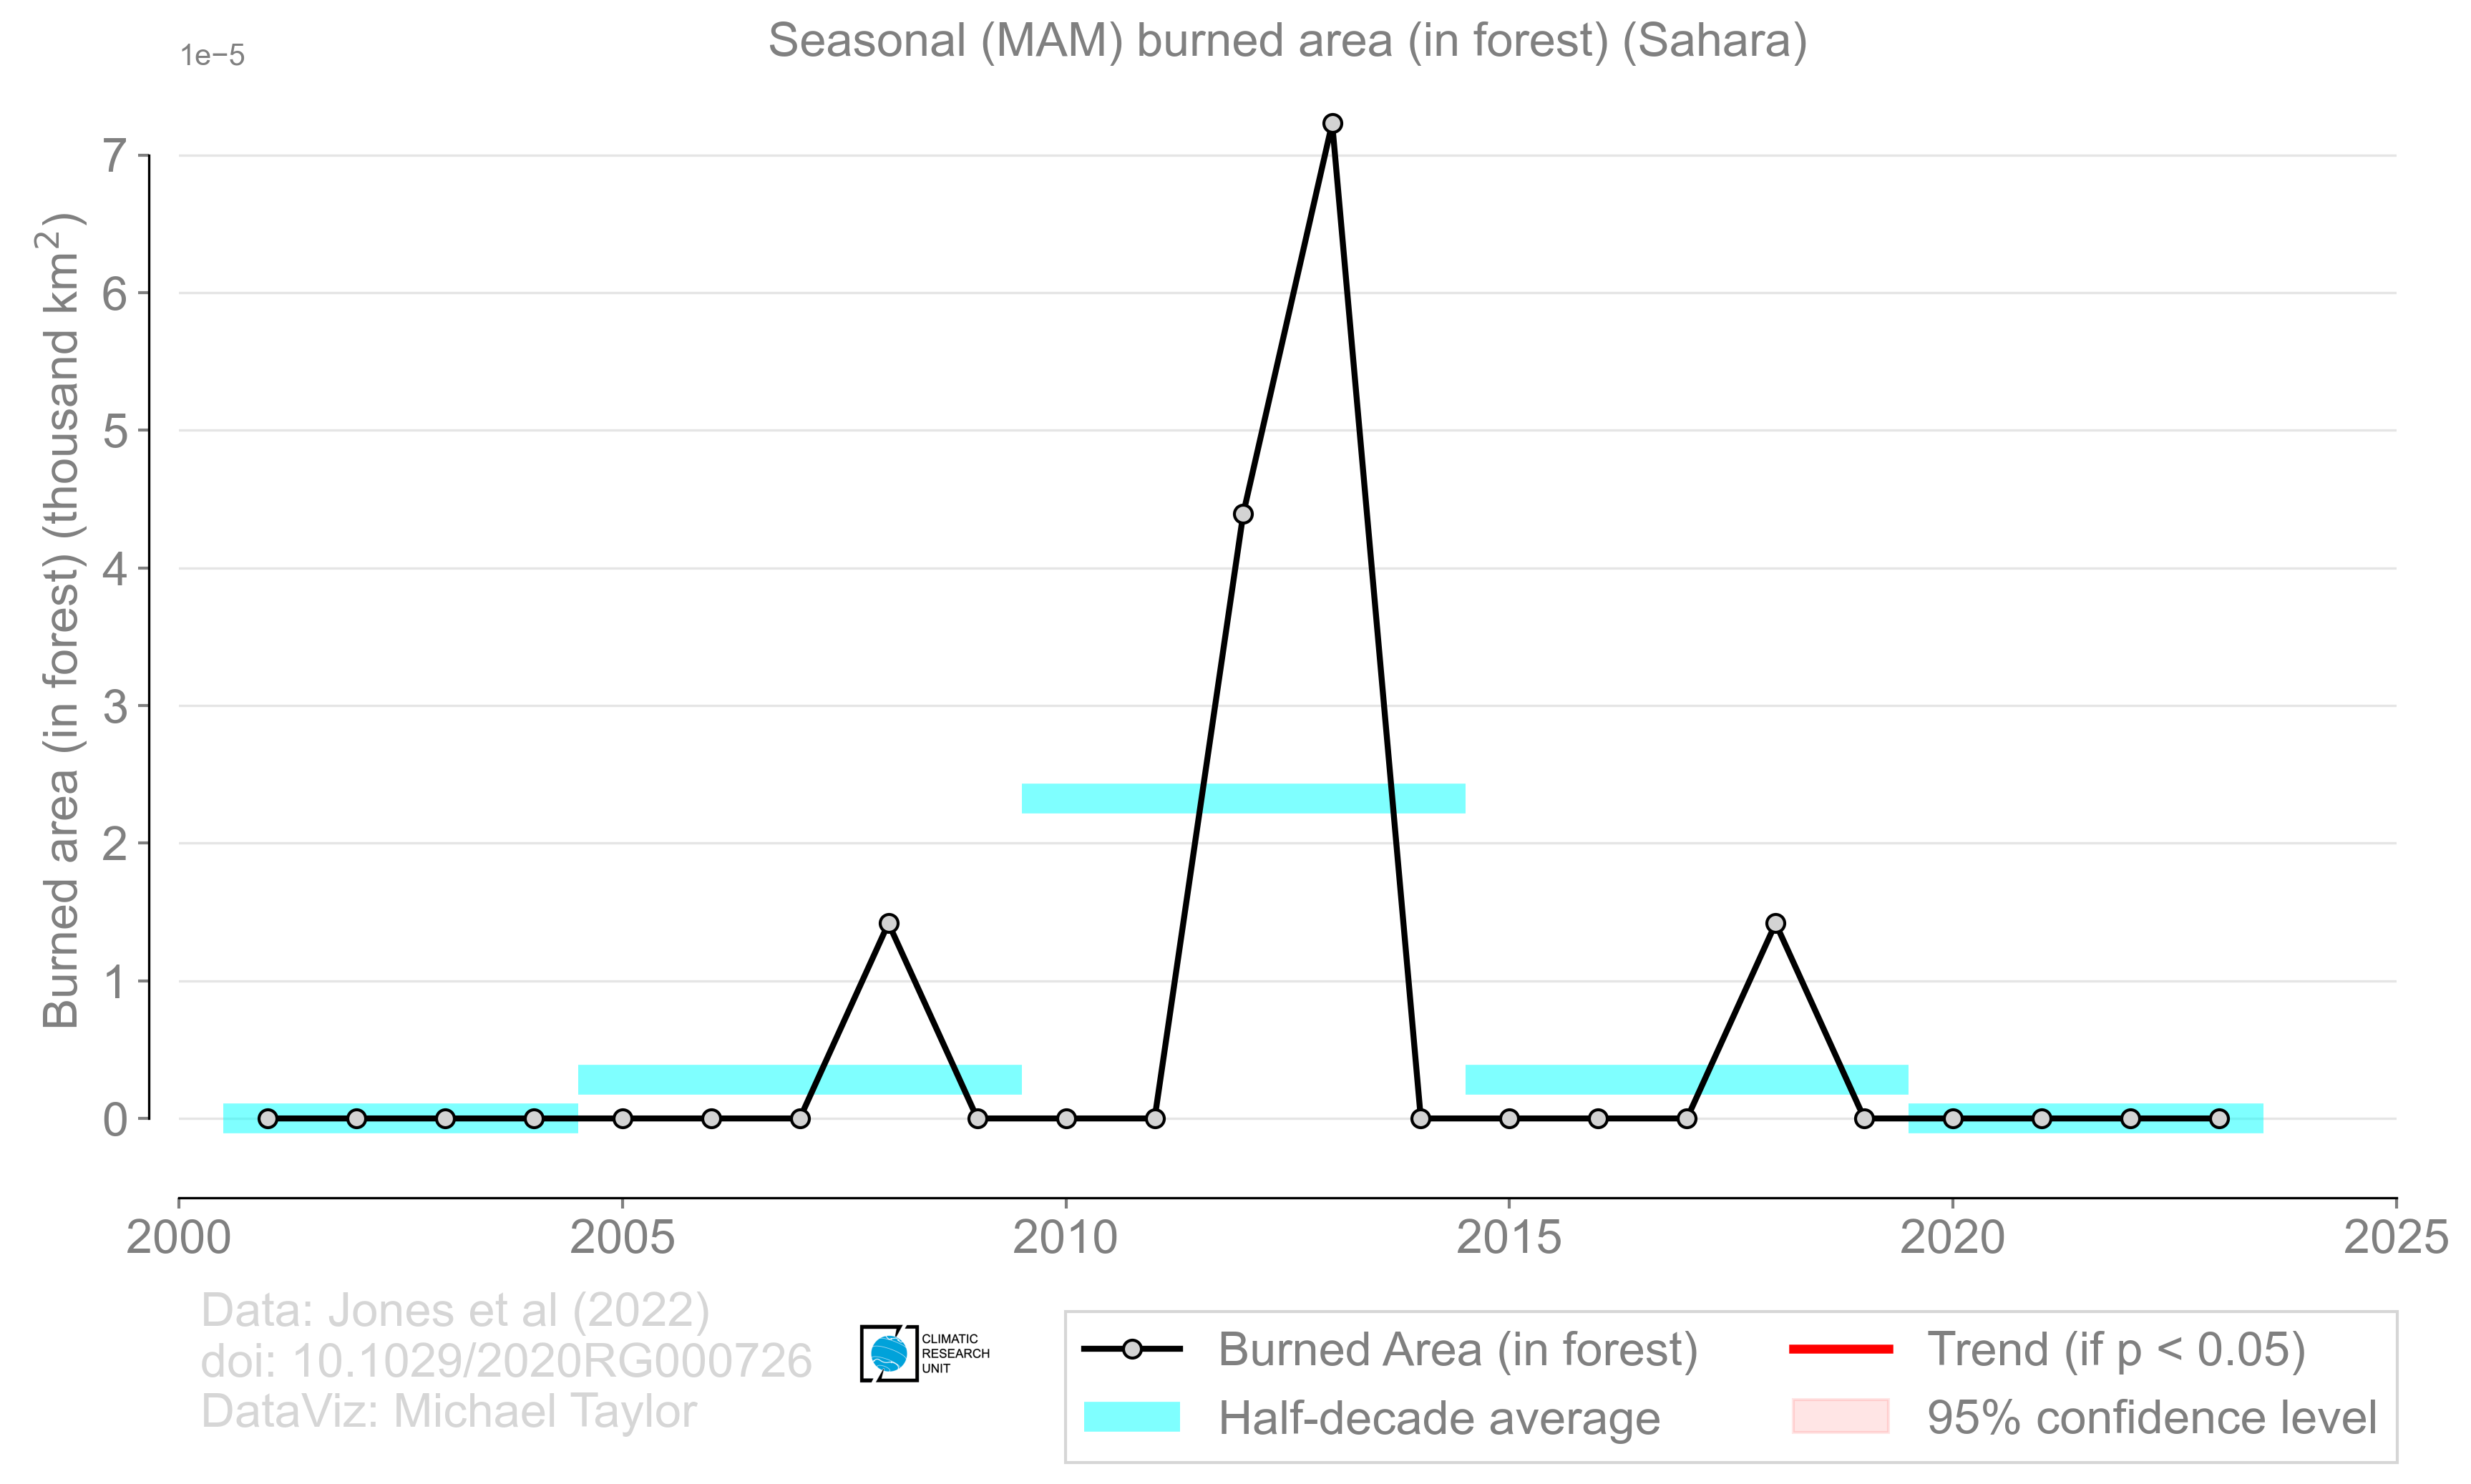 Seasonal (MAM) burned area (in forest) (Sahara)
1e−5
7
6
5
4
3
2
1
0
Burned area (in forest) (thousand km²)
2000 2005 2010 2015 2020 2025
Data: Jones et al (2022)
doi: 10.1029/2020RG000726
DataViz: Michael Taylor
CLIMATIC
RESEARCH
UNIT
Burned Area (in forest)
Half-decade average
Trend (if p < 0.05)
95% confidence level